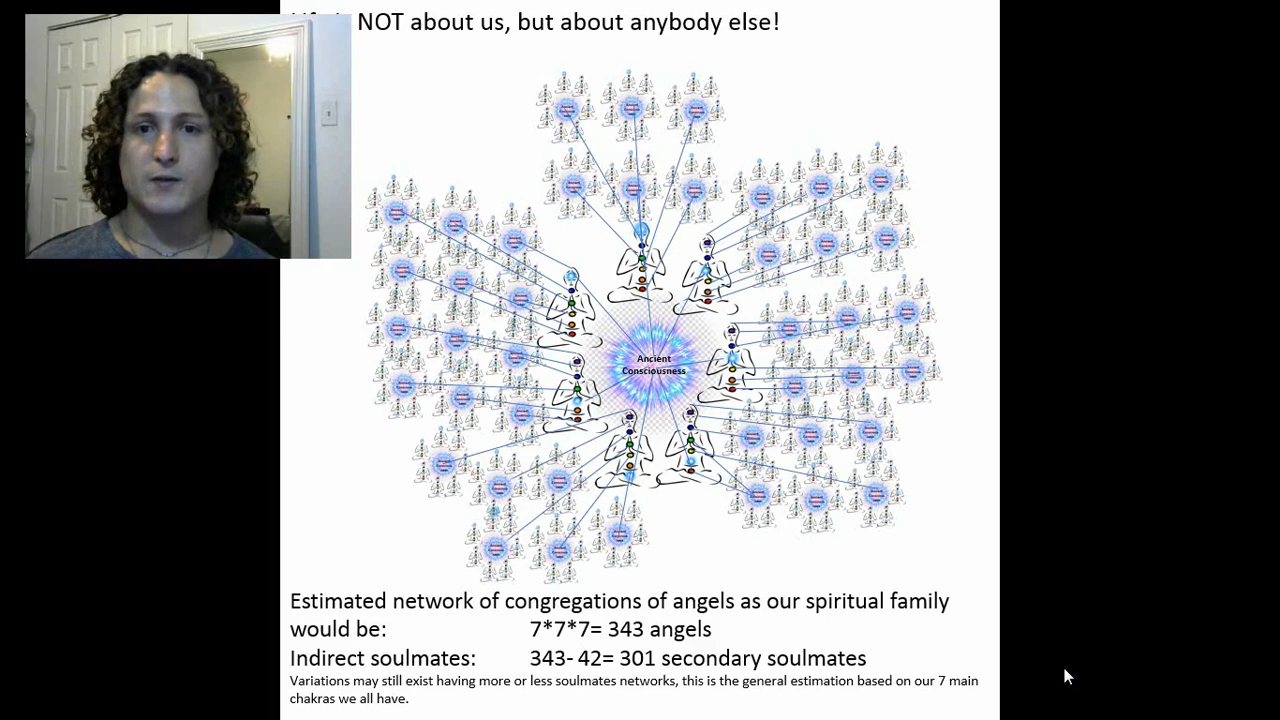 NOT about us, but about anybody else!
Ancient
Consciousness
Estimated network of congregations of angels as our spiritual family
would be: 7*7*7= 343 angels
Indirect soulmates: 343- 42= 301 secondary soulmates
Variations may still exist having more or less soulmates networks, this is the general estimation based on our 7 main
chakras we all have.